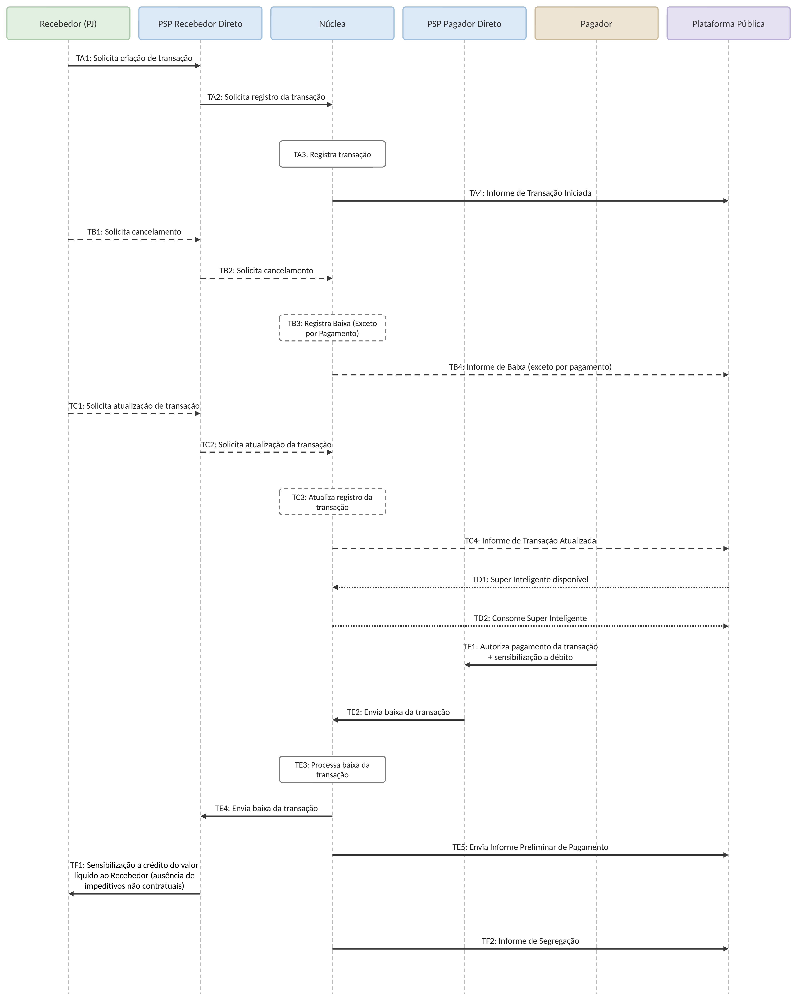 Recebedor (PJ)
PSP Recebedor Direto
Núclea
PSP Pagador Direto
Pagador
Plataforma Pública
TA1: Solicita criação de transação
TA2: Solicita registro da transação
TA3: Registra transação
TA4: Informe de Transação Iniciada
TB1: Solicita cancelamento
TB2: Solicita cancelamento
TB3: Registra Baixa (Exceto
por Pagamento)
TB4: Informe de Baixa (exceto por pagamento)
TC1: Solicita atualização de transação
TC2: Solicita atualização da transação
TC3: Atualiza registro da
transação
TC4: Informe de Transação Atualizada
TD1: Super Inteligente disponível
TD2: Consome Super Inteligente
TE1: Autoriza pagamento da transação
+ sensibilização a débito
TE2: Envia baixa da transação
TE3: Processa baixa da
transação
TE4: Envia baixa da transação
TE5: Envia Informe Preliminar de Pagamento
TF1: Sensibilização a crédito do valor
líquido ao Recebedor (ausência de
impeditivos não contratuais)
TF2: Informe de Segregação